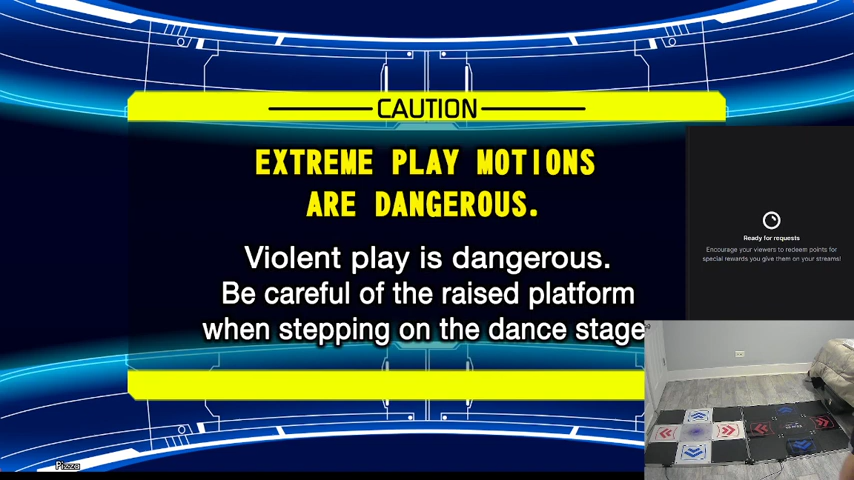 CAUTION
EXTREME PLAY MOTIONS
ARE DANGEROUS.
Violent play is dangerous.
Be careful of the raised platform
when stepping on the dance stage
Ready for requests
Encourage your viewers to redeem points for
special rewards you give them on your streams!
Pizza